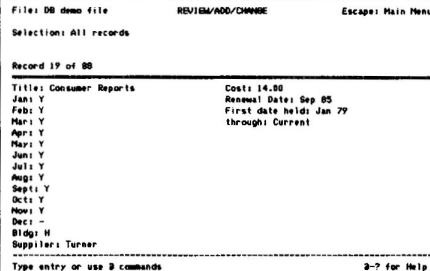 File: DB demo file REVIEW/ADD/CHANGE Escape: Main Menu
Selection: All records
Record 19 of 88
Title: Consumer Reports Cost: 14.00
Jan: Y Renewal Date: Sep 85
Feb: Y First date held: Jan 79
Mar: Y through: Current
Apr: Y
May: Y
Jun: Y
Jul: Y
Aug: Y
Sept: Y
Oct: Y
Nov: Y
Dec: -
Bldg: H
Supplier: Turner
Type entry or use @ commands @-? for Help